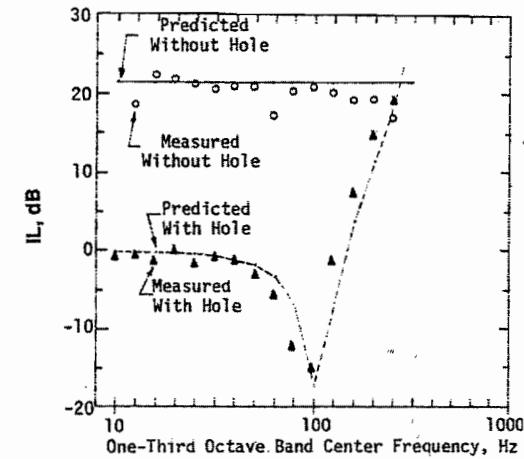 30
Predicted
Without Hole
20
Measured
Without Hole
10
IL, dB
Predicted
With Hole
0
Measured
With Hole
-10
-20
10 100 1000
One-Third Octave Band Center Frequency, Hz